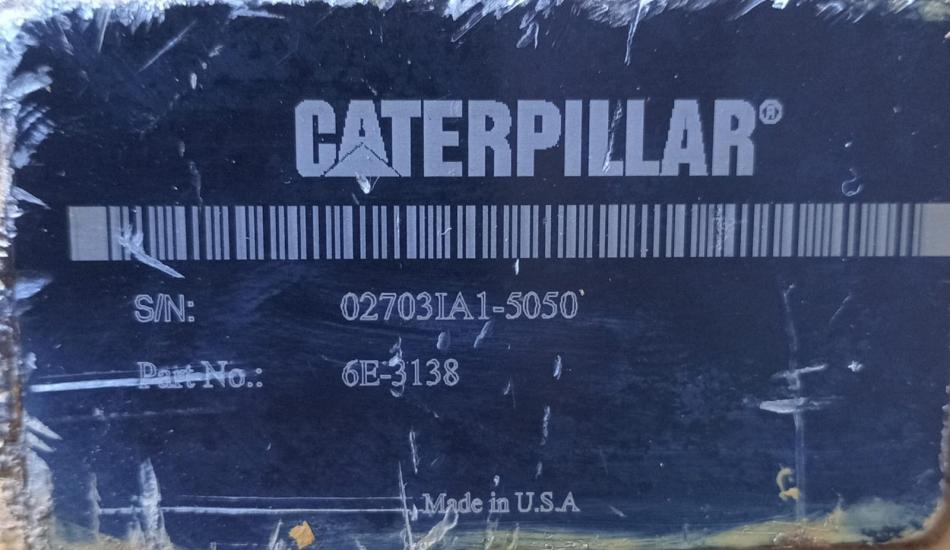 CATERPILLAR®
S/N: 02703IA1-5050
Part No.: 6E-3138
Made in U.S.A